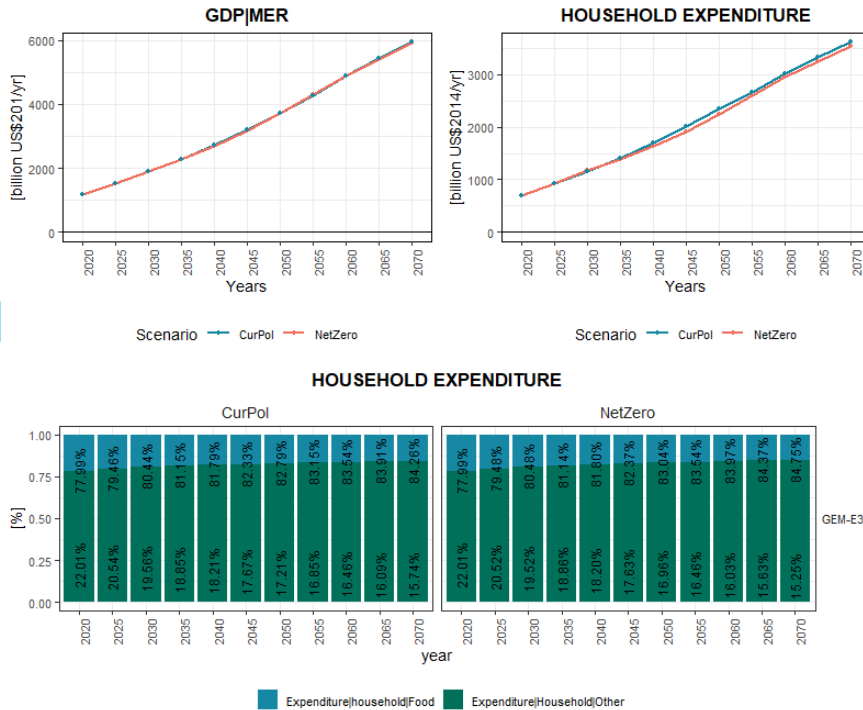 GDP|MER
HOUSEHOLD EXPENDITURE
[billion US$201/yr]
6000
4000
2000
0
2020 2025 2030 2035 2040 2045 2050 2055 2060 2065 2070
Years
Scenario CurPol NetZero
[billion US$2014/yr]
3000
2000
1000
0
2020 2025 2030 2035 2040 2045 2050 2055 2060 2065 2070
Years
Scenario CurPol NetZero
HOUSEHOLD EXPENDITURE
CurPol
NetZero
[%]
1.00
0.75
0.50
0.25
0.00
77.99% 79.46% 80.44% 81.15% 81.79% 82.33% 82.79% 83.15% 83.54% 83.91% 84.26%
22.01% 20.54% 19.56% 18.85% 18.21% 17.67% 17.21% 16.85% 16.46% 16.09% 15.74%
77.99% 79.48% 80.48% 81.14% 81.80% 82.37% 83.04% 83.54% 83.97% 84.37% 84.75%
22.01% 20.52% 19.52% 18.86% 18.20% 17.63% 16.96% 16.46% 16.03% 15.63% 15.25%
GEM-E3
2020 2025 2030 2035 2040 2045 2050 2055 2060 2065 2070
2020 2025 2030 2035 2040 2045 2050 2055 2060 2065 2070
year
Expenditure|household|Food Expenditure|Household|Other